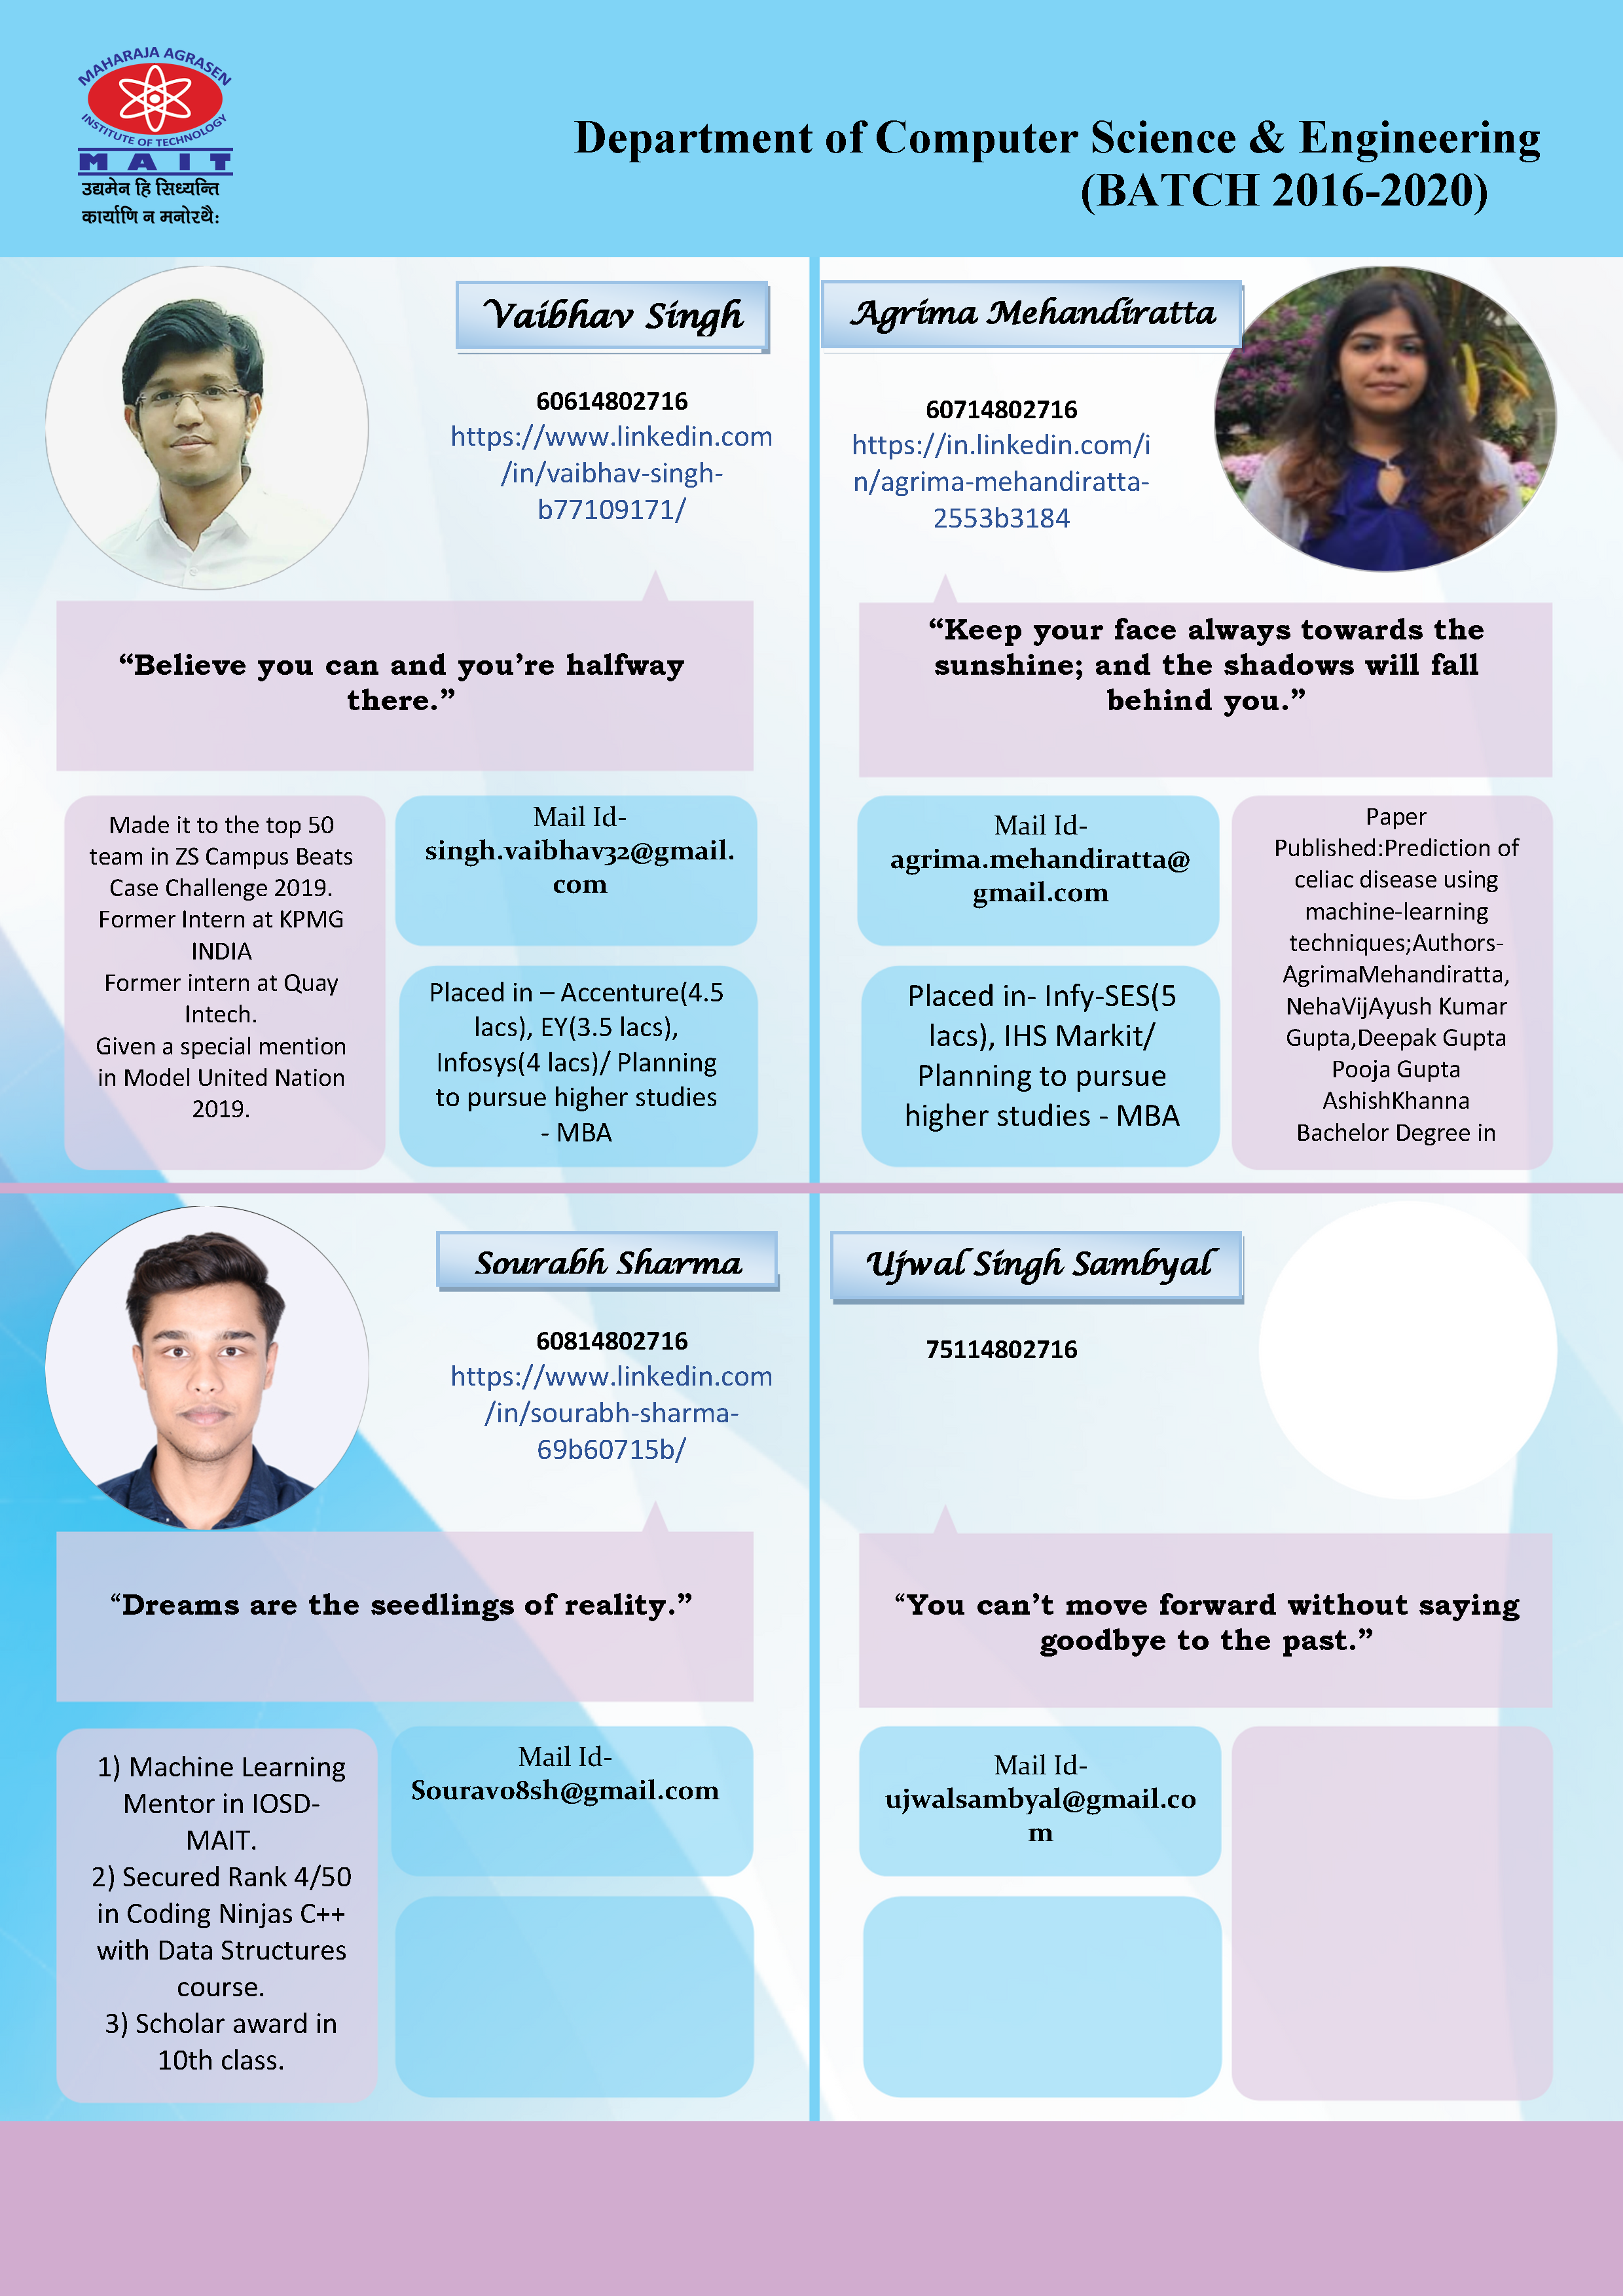 MAHARAJA AGRASEN
INSTITUTE OF TECHNOLOGY
MAIT
उद्यमेन हि सिध्यन्ति
कार्याणि न मनोरथै:
Department of Computer Science & Engineering
(BATCH 2016-2020)
Vaibhav Singh
60614802716
https://www.linkedin.com
/in/vaibhav-singh-
b77109171/
“Believe you can and you’re halfway
there.”
Made it to the top 50
team in ZS Campus Beats
Case Challenge 2019.
Former Intern at KPMG
INDIA
Former intern at Quay
Intech.
Given a special mention
in Model United Nation
2019.
Mail Id-
singh.vaibhav32@gmail.
com
Placed in – Accenture(4.5
lacs), EY(3.5 lacs),
Infosys(4 lacs)/ Planning
to pursue higher studies
- MBA
Agrima Mehandiratta
60714802716
https://in.linkedin.com/i
n/agrima-mehandiratta-
2553b3184
“Keep your face always towards the
sunshine; and the shadows will fall
behind you.”
Mail Id-
agrima.mehandiratta@
gmail.com
Placed in- Infy-SES(5
lacs), IHS Markit/
Planning to pursue
higher studies - MBA
Paper
Published:Prediction of
celiac disease using
machine-learning
techniques;Authors-
AgrimaMehandiratta,
NehaVijAyush Kumar
Gupta,Deepak Gupta
Pooja Gupta
AshishKhanna
Bachelor Degree in
Sourabh Sharma
60814802716
https://www.linkedin.com
/in/sourabh-sharma-
69b60715b/
“Dreams are the seedlings of reality.”
1) Machine Learning
Mentor in IOSD-
MAIT.
2) Secured Rank 4/50
in Coding Ninjas C++
with Data Structures
course.
3) Scholar award in
10th class.
Mail Id-
Sourav08sh@gmail.com
Ujwal Singh Sambyal
75114802716
“You can’t move forward without saying
goodbye to the past.”
Mail Id-
ujwalsambyal@gmail.co
m